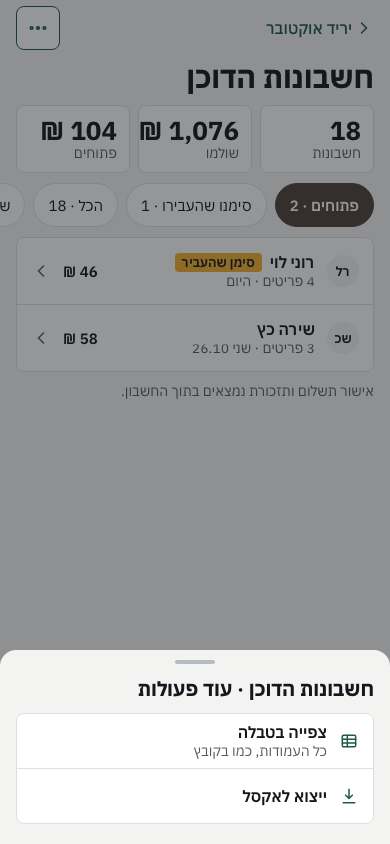 יריד אוקטובר
חשבונות הדוכן
18
חשבונות
1,076 ₪
שולמו
104 ₪
פתוחים
פתוחים · 2
סימנו שהעבירו · 1
הכל · 18
רל
רוני לוי
סימן שהעביר
4 פריטים · היום
46 ₪
שכ
שירה כץ
3 פריטים · שני 26.10
58 ₪
אישור תשלום ותזכורת נמצאים בתוך החשבון.
חשבונות הדוכן · עוד פעולות
צפייה בטבלה
כל העמודות, כמו בקובץ
ייצוא לאקסל